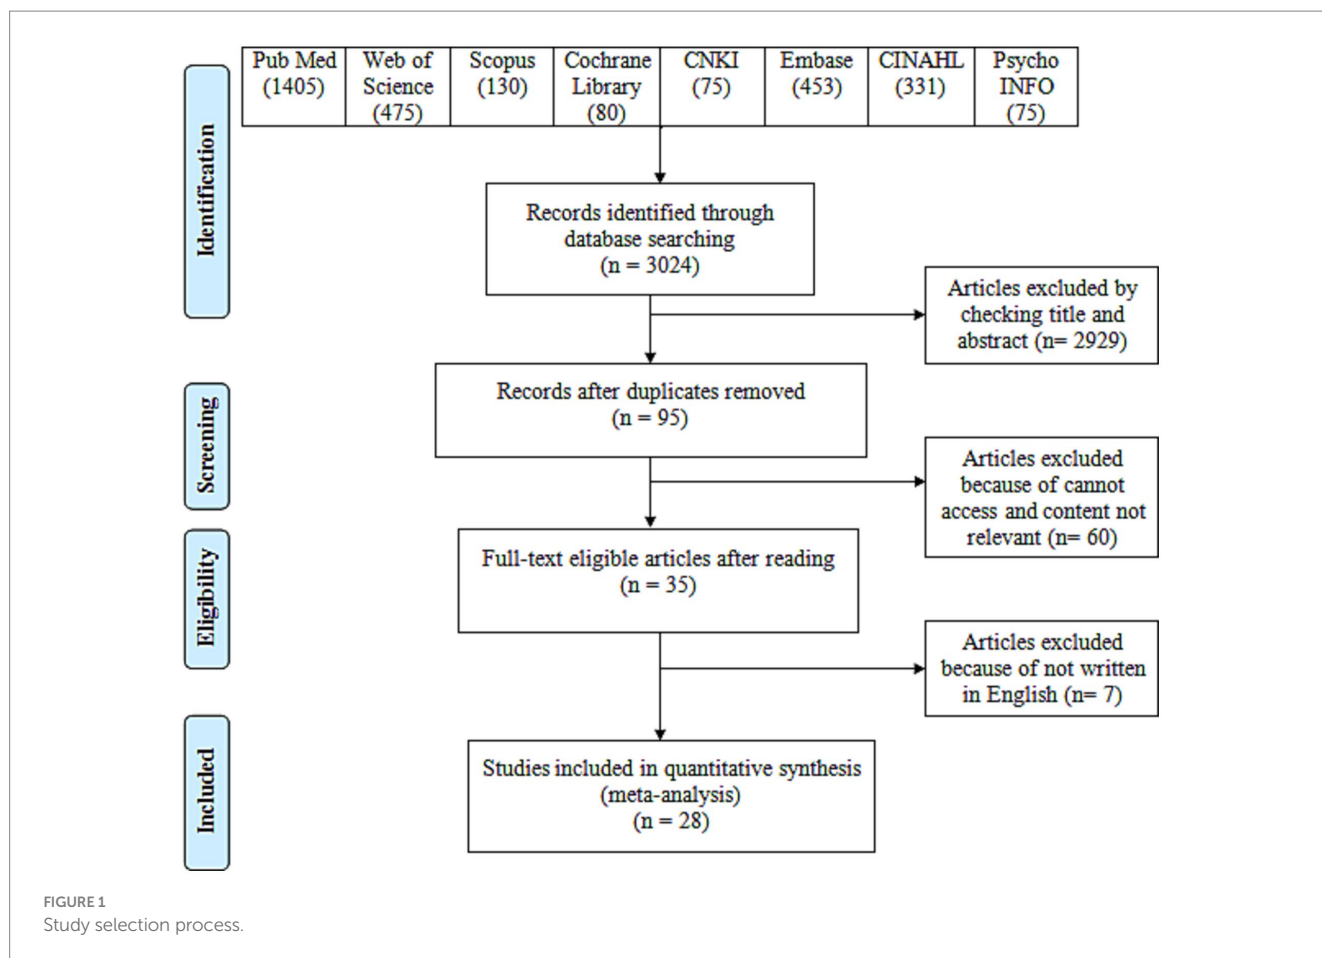 Pub Med
(1405)
Web of
Science
(475)
Scopus
(130)
Cochrane
Library
(80)
CNKI
(75)
Embase
(453)
CINAHL
(331)
Psycho
INFO
(75)
Identification
Records identified through
database searching
(n = 3024)
Articles excluded by
checking title and
abstract (n= 2929)
Screening
Records after duplicates removed
(n = 95)
Articles excluded
because of cannot
access and content not
relevant (n= 60)
Eligibility
Full-text eligible articles after reading
(n = 35)
Articles excluded
because of not written
in English (n= 7)
Included
Studies included in quantitative synthesis
(meta-analysis)
(n = 28)
FIGURE 1
Study selection process.